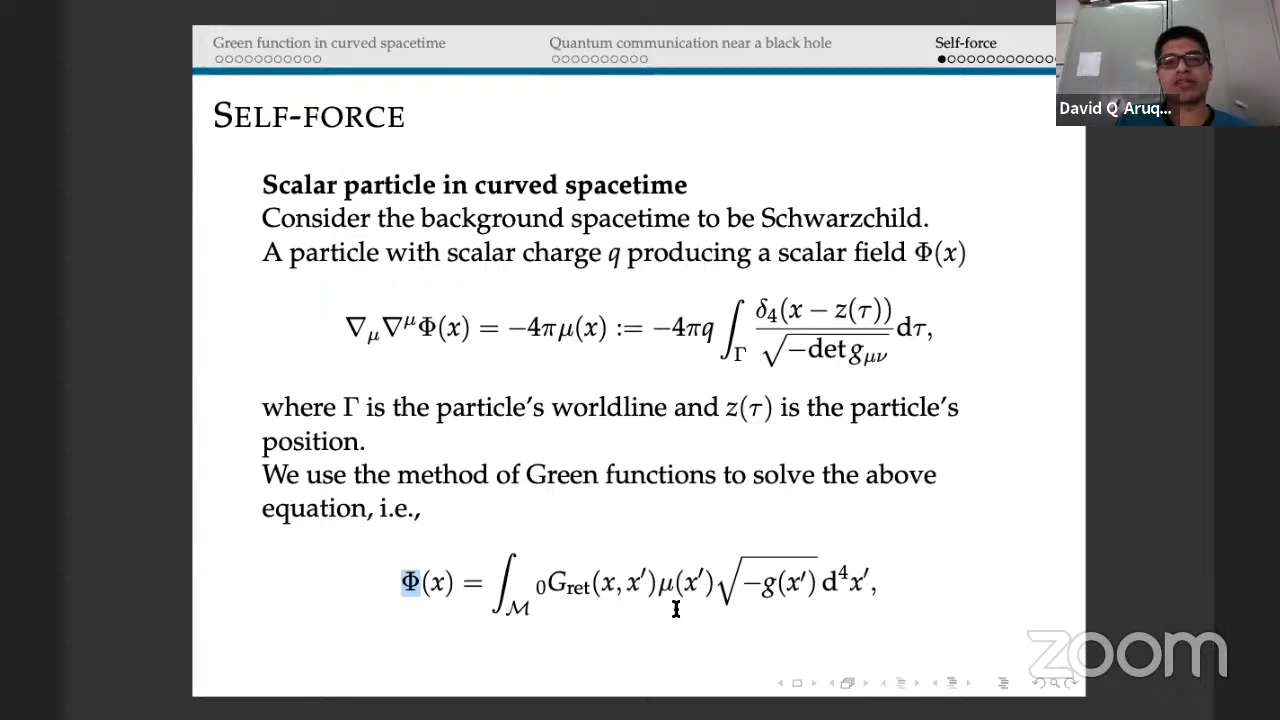 Green function in curved spacetime
Quantum communication near a black hole
Self-force
David Q Aruq...
SELF-FORCE
Scalar particle in curved spacetime
Consider the background spacetime to be Schwarzchild.
A particle with scalar charge q producing a scalar field Φ(x)
∇_μ∇^μΦ(x) = −4πμ(x) := −4πq ∫_Γ δ₄(x − z(τ)) / √(−det g_μν) dτ,
where Γ is the particle's worldline and z(τ) is the particle's
position.
We use the method of Green functions to solve the above
equation, i.e.,
Φ(x) = ∫_ℳ ₀G_ret(x, x′)μ(x′)√(−g(x′)) d⁴x′,
zoom